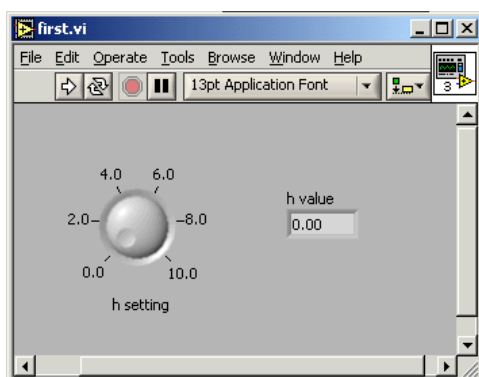 first.vi
File Edit Operate Tools Browse Window Help
13pt Application Font
3
4.0 6.0
2.0 8.0
0.0 10.0
h setting
h value
0.00